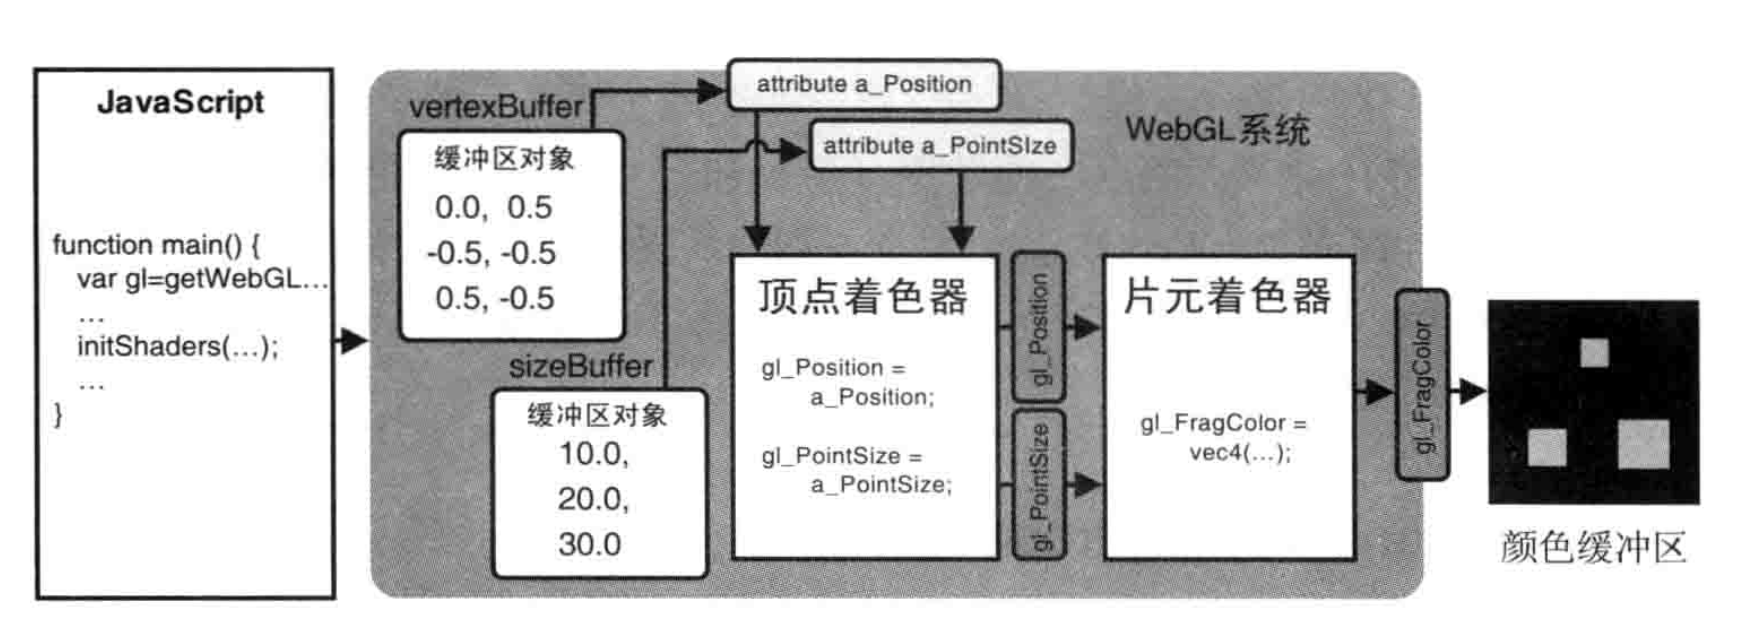 JavaScript
function main() {
var gl=getWebGL…
…
initShaders(…);
…
}
vertexBuffer
缓冲区对象
0.0, 0.5
-0.5, -0.5
0.5, -0.5
sizeBuffer
缓冲区对象
10.0,
20.0,
30.0
attribute a_Position
attribute a_PointSIze
WebGL系统
顶点着色器
gl_Position =
a_Position;
gl_PointSize =
a_PointSize;
gl_Position
gl_PointSize
片元着色器
gl_FragColor =
vec4(…);
gl_FragColor
颜色缓冲区